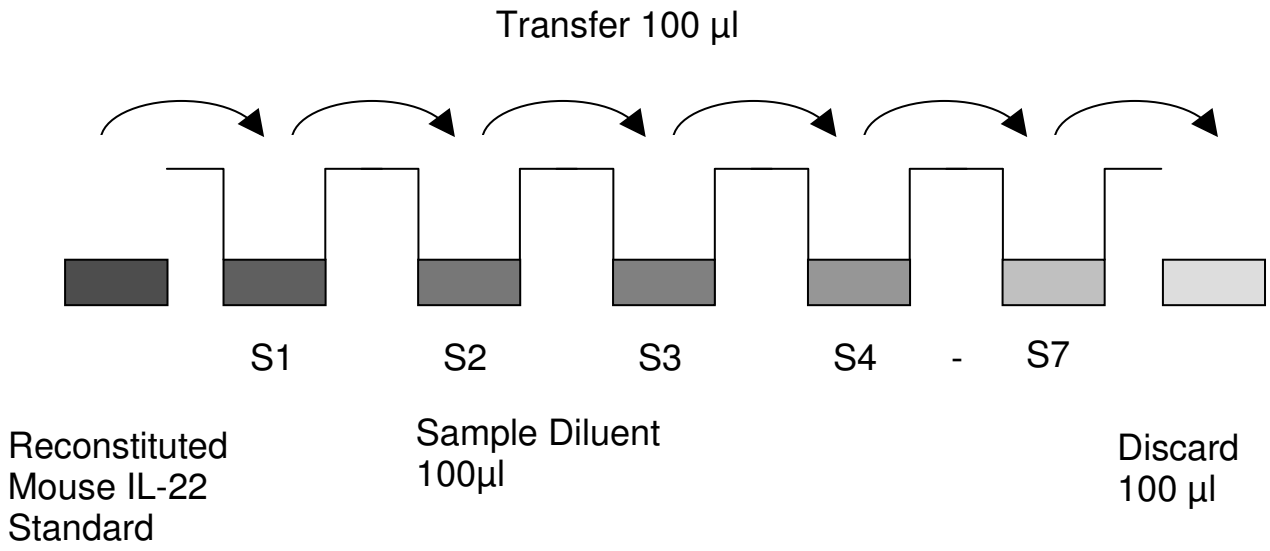 Transfer 100 µl
S1 S2 S3 S4 - S7
Reconstituted
Mouse IL-22
Standard
Sample Diluent
100µl
Discard
100 µl